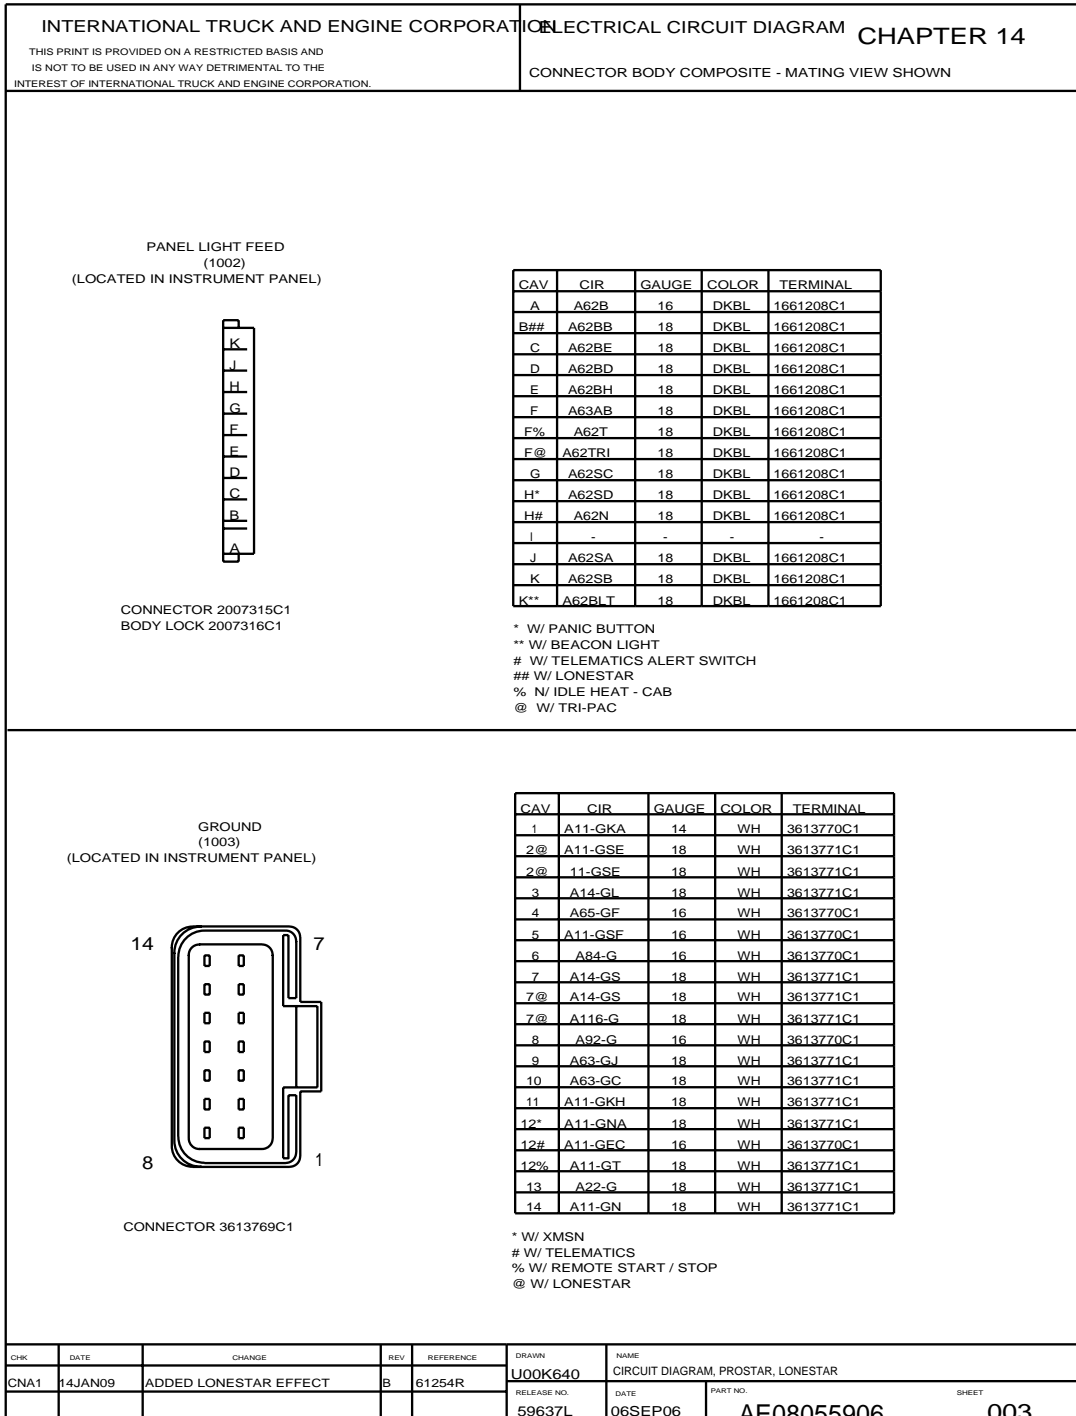 INTERNATIONAL TRUCK AND ENGINE CORPORATION
THIS PRINT IS PROVIDED ON A RESTRICTED BASIS AND
IS NOT TO BE USED IN ANY WAY DETRIMENTAL TO THE
INTEREST OF INTERNATIONAL TRUCK AND ENGINE CORPORATION.
ELECTRICAL CIRCUIT DIAGRAM CHAPTER 14
CONNECTOR BODY COMPOSITE - MATING VIEW SHOWN
PANEL LIGHT FEED
(1002)
(LOCATED IN INSTRUMENT PANEL)
K
J
H
G
F
E
D
C
B
A
CONNECTOR 2007315C1
BODY LOCK 2007316C1
CAV CIR GAUGE COLOR TERMINAL
A A62B 16 DKBL 1661208C1
B## A62BB 18 DKBL 1661208C1
C A62BE 18 DKBL 1661208C1
D A62BD 18 DKBL 1661208C1
E A62BH 18 DKBL 1661208C1
F A63AB 18 DKBL 1661208C1
F% A62T 18 DKBL 1661208C1
F@ A62TRI 18 DKBL 1661208C1
G A62SC 18 DKBL 1661208C1
H* A62SD 18 DKBL 1661208C1
H# A62N 18 DKBL 1661208C1
I - - - -
J A62SA 18 DKBL 1661208C1
K A62SB 18 DKBL 1661208C1
K** A62BLT 18 DKBL 1661208C1
* W/ PANIC BUTTON
** W/ BEACON LIGHT
# W/ TELEMATICS ALERT SWITCH
## W/ LONESTAR
% N/ IDLE HEAT - CAB
@ W/ TRI-PAC
GROUND
(1003)
(LOCATED IN INSTRUMENT PANEL)
14 7
8 1
CONNECTOR 3613769C1
CAV CIR GAUGE COLOR TERMINAL
1 A11-GKA 14 WH 3613770C1
2@ A11-GSE 18 WH 3613771C1
2@ 11-GSE 18 WH 3613771C1
3 A14-GL 18 WH 3613771C1
4 A65-GF 16 WH 3613770C1
5 A11-GSF 16 WH 3613770C1
6 A84-G 16 WH 3613770C1
7 A14-GS 18 WH 3613771C1
7@ A14-GS 18 WH 3613771C1
7@ A116-G 18 WH 3613771C1
8 A92-G 16 WH 3613770C1
9 A63-GJ 18 WH 3613771C1
10 A63-GC 18 WH 3613771C1
11 A11-GKH 18 WH 3613771C1
12* A11-GNA 18 WH 3613771C1
12# A11-GEC 16 WH 3613770C1
12% A11-GT 18 WH 3613771C1
13 A22-G 18 WH 3613771C1
14 A11-GN 18 WH 3613771C1
* W/ XMSN
# W/ TELEMATICS
% W/ REMOTE START / STOP
@ W/ LONESTAR
CHK DATE CHANGE REV REFERENCE
CNA1 14JAN09 ADDED LONESTAR EFFECT B 61254R
DRAWN
U00K640
NAME
CIRCUIT DIAGRAM, PROSTAR, LONESTAR
RELEASE NO.
59637L
DATE
06SEP06
PART NO.
AE08055906
SHEET
003